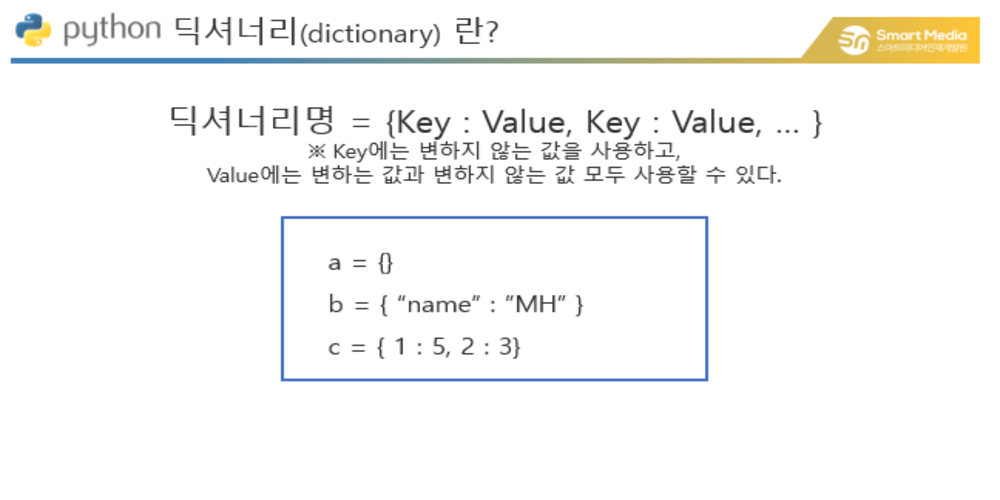 python 딕셔너리(dictionary) 란?
Smart Media
스마트미디어인재개발원
딕셔너리명 = {Key : Value, Key : Value, ... }
※ Key에는 변하지 않는 값을 사용하고,
Value에는 변하는 값과 변하지 않는 값 모두 사용할 수 있다.
a = {}
b = { “name” : ”MH” }
c = { 1 : 5, 2 : 3}